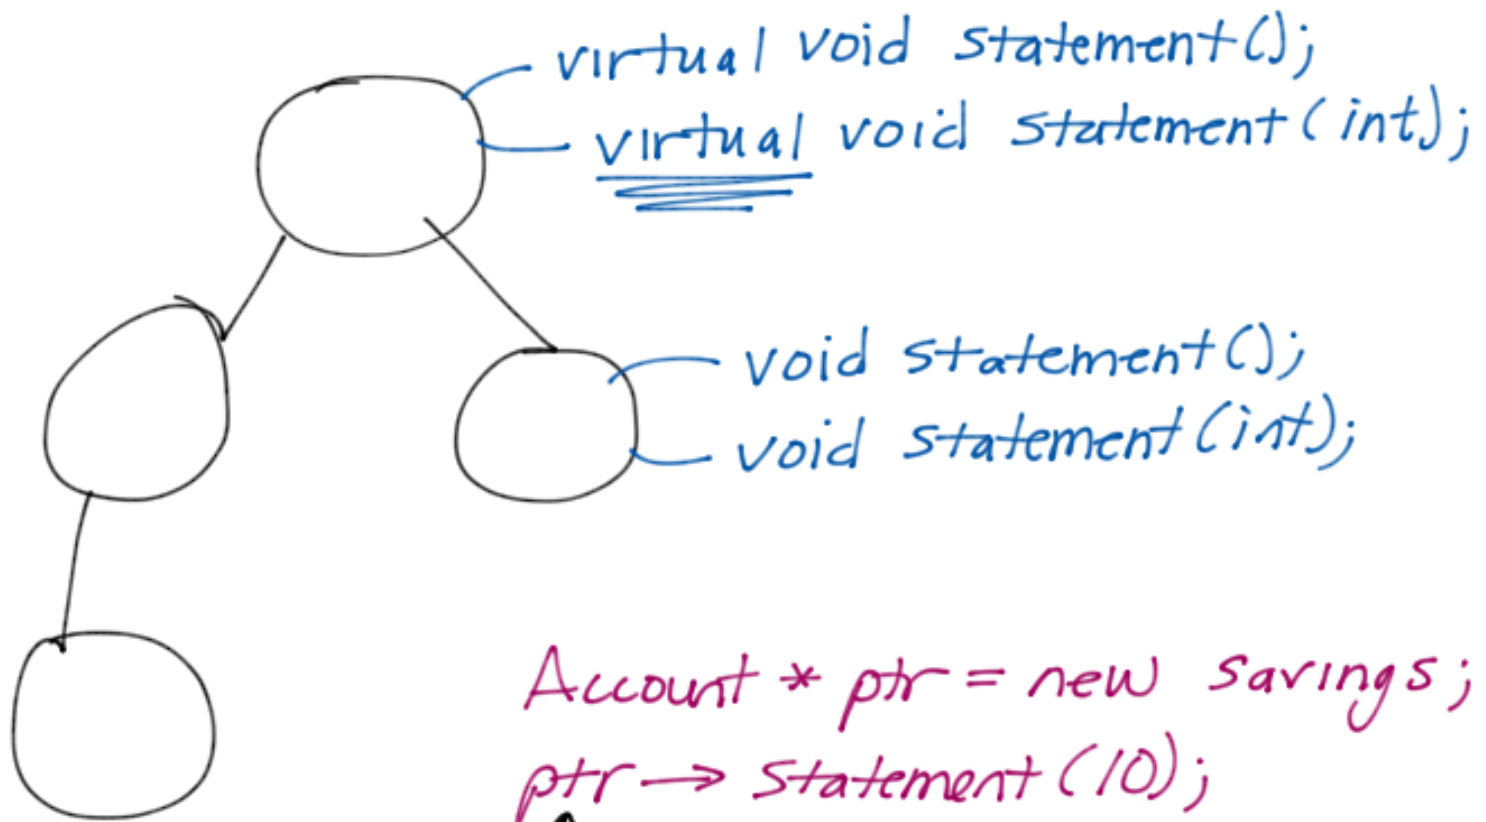 virtual void statement();
virtual void statement(int);
void statement();
void statement(int);
Account * ptr = new savings;
ptr → statement(10);